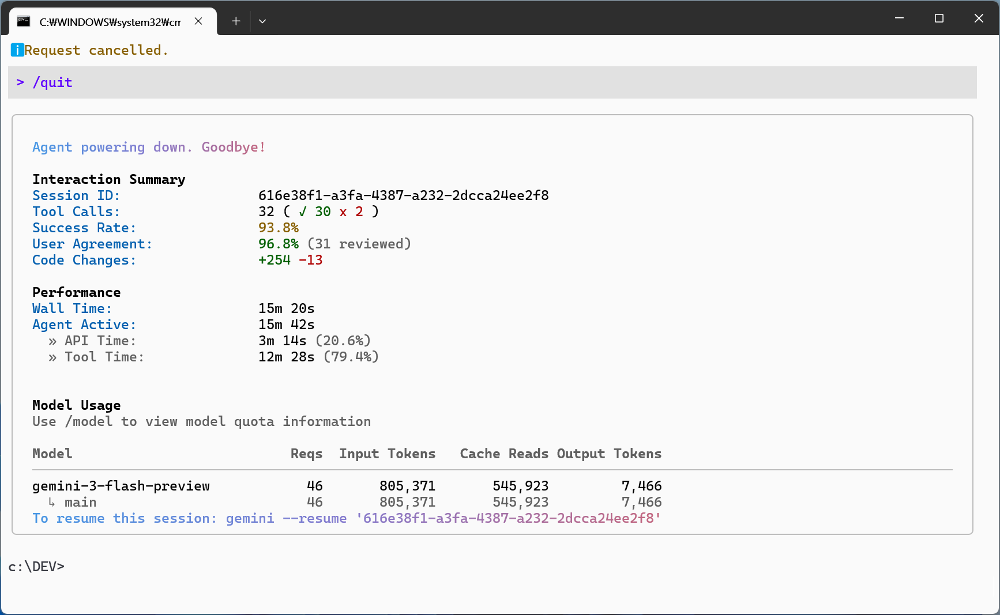 C:₩WINDOWS₩system32₩cm
ℹRequest cancelled.
> /quit
Agent powering down. Goodbye!
Interaction Summary
Session ID: 616e38f1-a3fa-4387-a232-2dcca24ee2f8
Tool Calls: 32 ( √ 30 x 2 )
Success Rate: 93.8%
User Agreement: 96.8% (31 reviewed)
Code Changes: +254 -13
Performance
Wall Time: 15m 20s
Agent Active: 15m 42s
» API Time: 3m 14s (20.6%)
» Tool Time: 12m 28s (79.4%)
Model Usage
Use /model to view model quota information
Model Reqs Input Tokens Cache Reads Output Tokens
gemini-3-flash-preview 46 805,371 545,923 7,466
↳ main 46 805,371 545,923 7,466
To resume this session: gemini --resume '616e38f1-a3fa-4387-a232-2dcca24ee2f8'
c:\DEV>